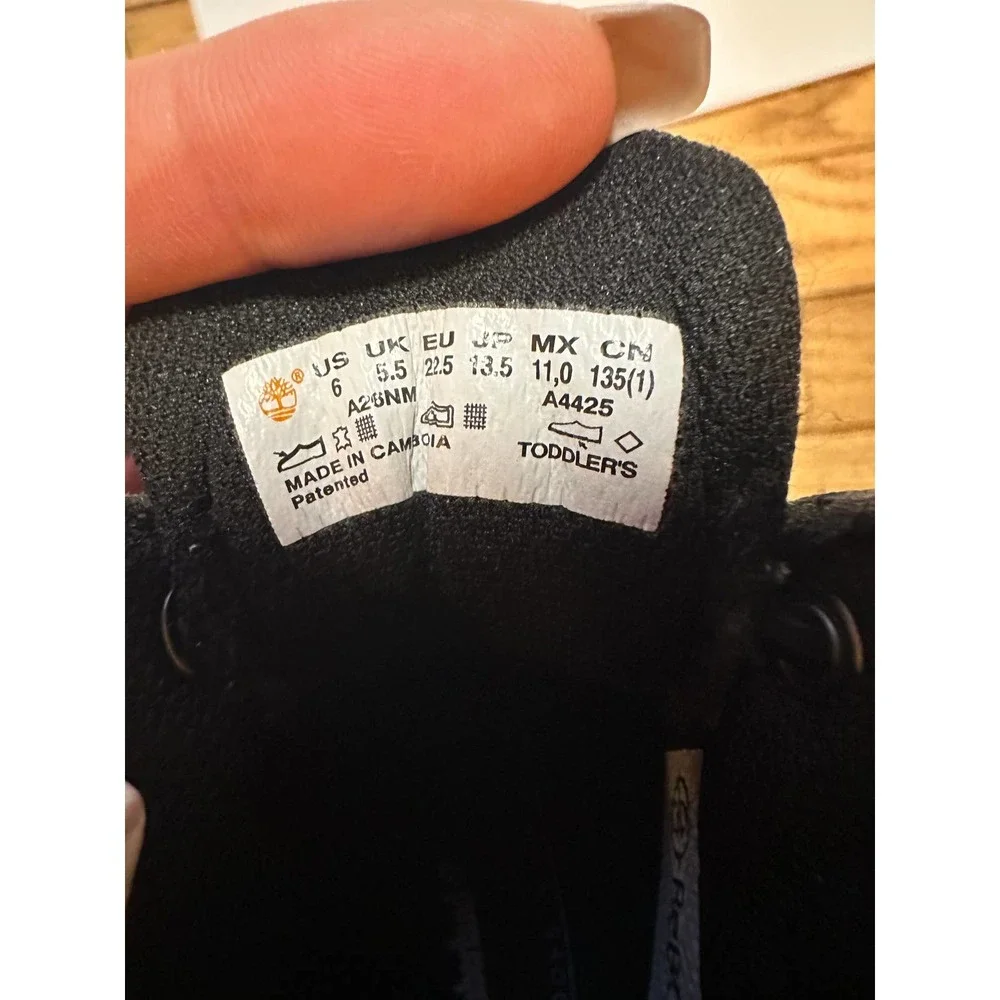 US UK EU JP MX CN
6 5.5 22.5 13.5 11,0 135(1)
A26NM A4425
MADE IN CAMBODIA TODDLER'S
Patented